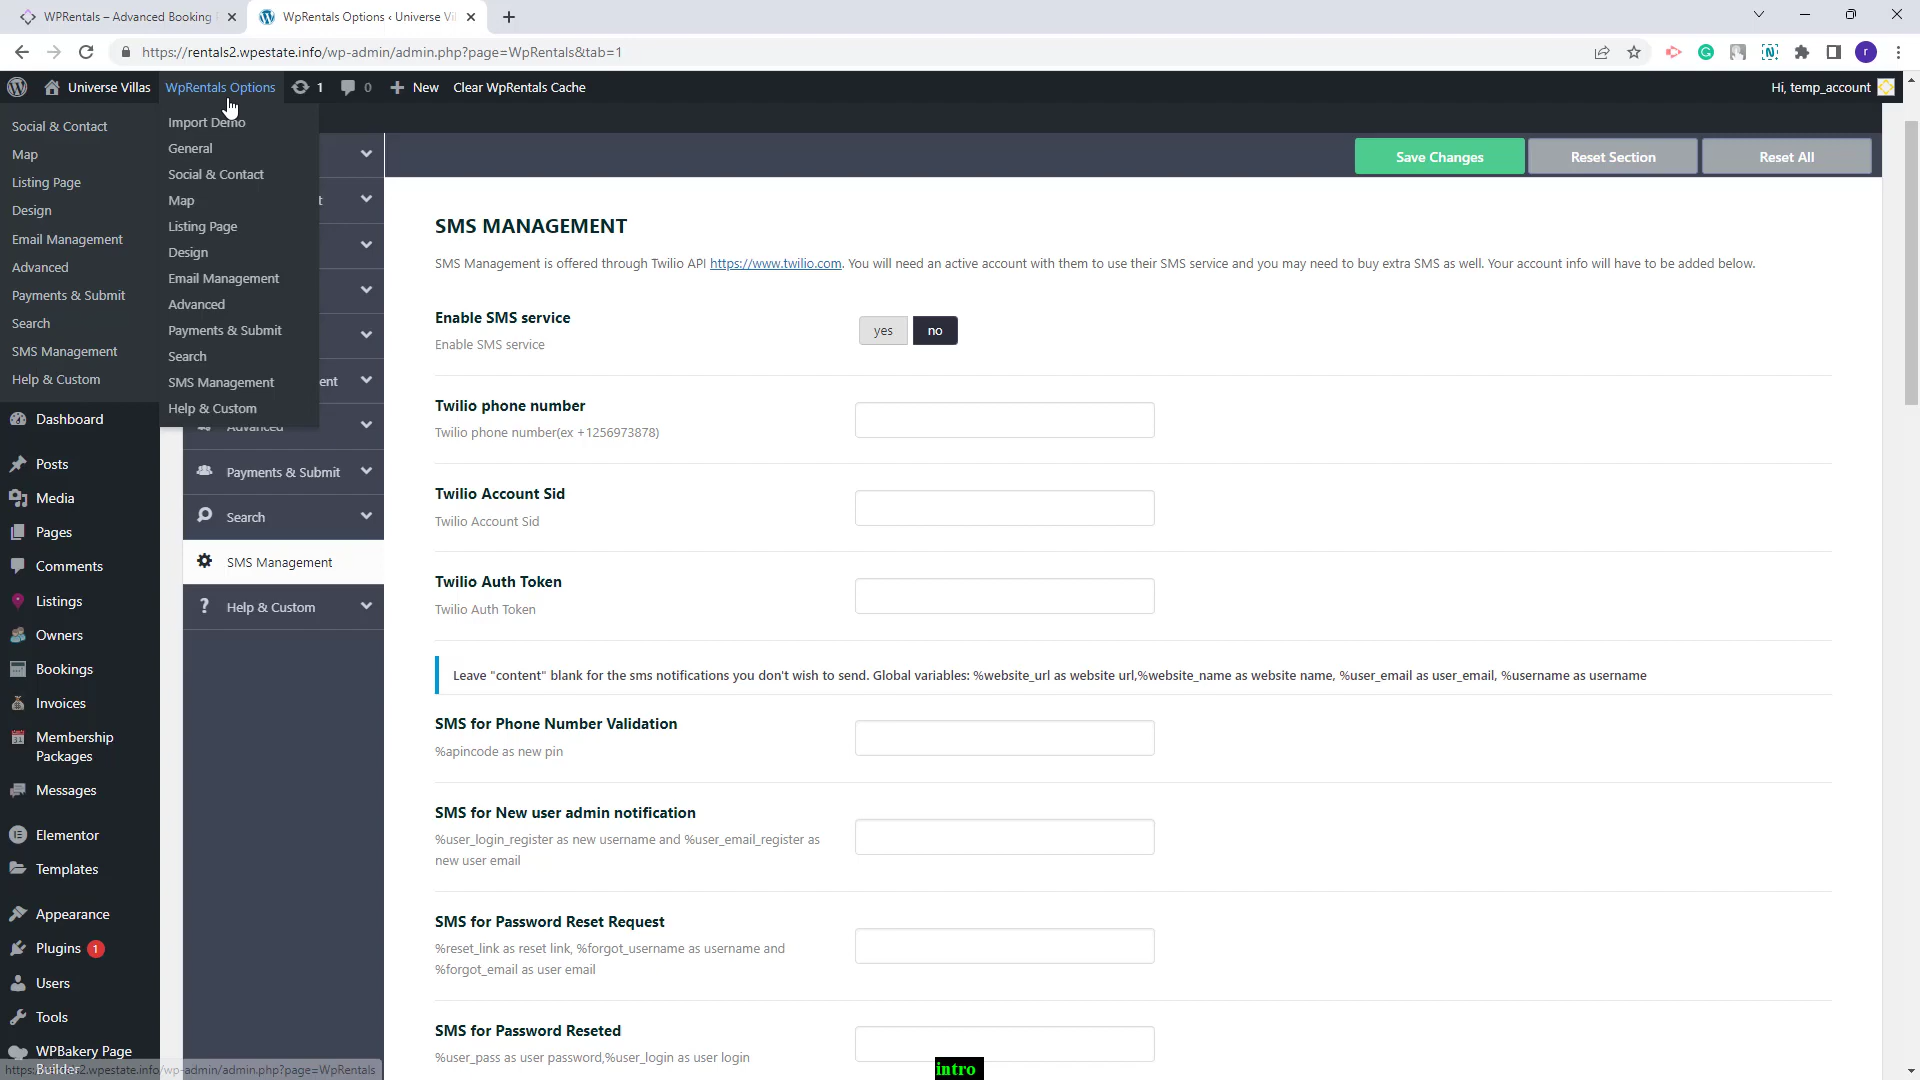 WPRentals – Advanced Booking
WpRentals Options ‹ Universe Vil
https://rentals2.wpestate.info/wp-admin/admin.php?page=WpRentals&tab=1
r
Universe Villas
WpRentals Options
1
0
New
Clear WpRentals Cache
Hi, temp_account
Social & Contact
Map
Listing Page
Design
Email Management
Advanced
Payments & Submit
Search
SMS Management
Help & Custom
Import Demo
General
Social & Contact
Map
Listing Page
Design
Email Management
Advanced
Payments & Submit
Search
SMS Management
Help & Custom
Dashboard
Posts
Media
Pages
Comments
Listings
Owners
Bookings
Invoices
Membership
Packages
Messages
Elementor
Templates
Appearance
Plugins 1
Users
Tools
WPBakery Page
Builder
t
ent
Advanced
Payments & Submit
Search
SMS Management
Help & Custom
Save Changes
Reset Section
Reset All
SMS MANAGEMENT
SMS Management is offered through Twilio API https://www.twilio.com. You will need an active account with them to use their SMS service and you may need to buy extra SMS as well. Your account info will have to be added below.
Enable SMS service
Enable SMS service
yes
no
Twilio phone number
Twilio phone number(ex +1256973878)
Twilio Account Sid
Twilio Account Sid
Twilio Auth Token
Twilio Auth Token
Leave "content" blank for the sms notifications you don't wish to send. Global variables: %website_url as website url,%website_name as website name, %user_email as user_email, %username as username
SMS for Phone Number Validation
%apincode as new pin
SMS for New user admin notification
%user_login_register as new username and %user_email_register as
new user email
SMS for Password Reset Request
%reset_link as reset link, %forgot_username as username and
%forgot_email as user email
SMS for Password Reseted
%user_pass as user password,%user_login as user login
intro